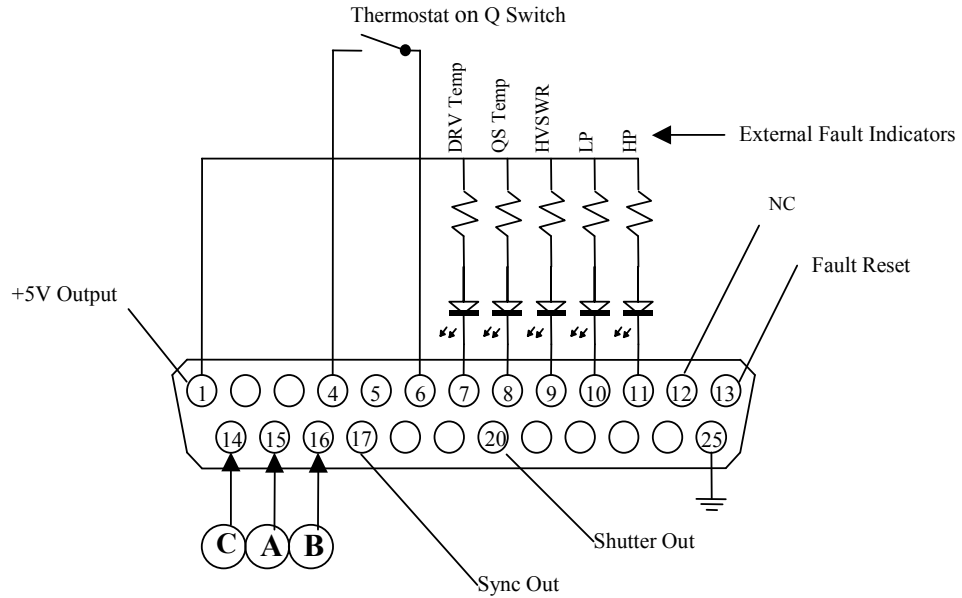 Thermostat on Q Switch
DRV Temp
QS Temp
HVSWR
LP
HP
External Fault Indicators
NC
Fault Reset
+5V Output
1
4
5
6
7
8
9
10
11
12
13
14
15
16
17
20
25
C
A
B
Shutter Out
Sync Out